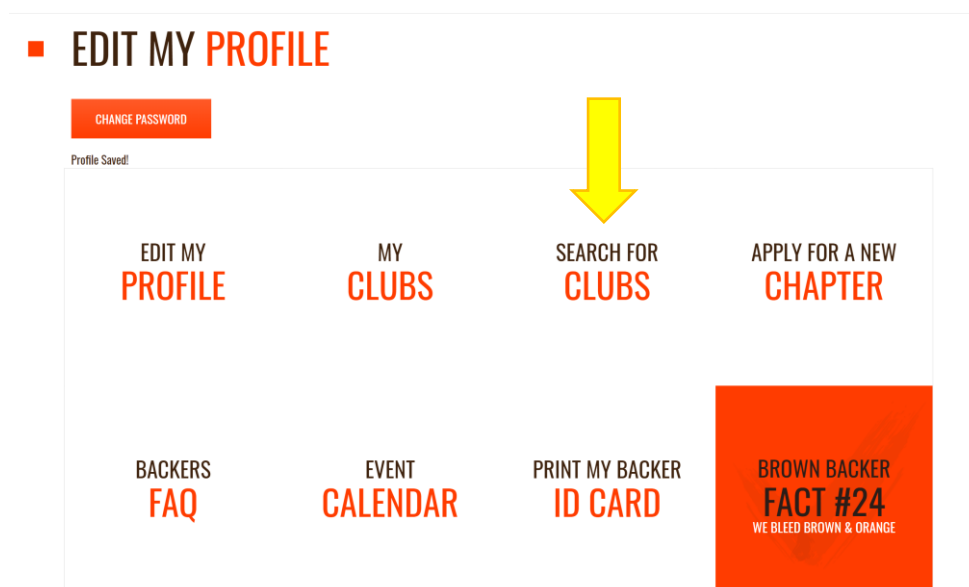 EDIT MY PROFILE
CHANGE PASSWORD
Profile Saved!
EDIT MY
PROFILE
MY
CLUBS
SEARCH FOR
CLUBS
APPLY FOR A NEW
CHAPTER
BACKERS
FAQ
EVENT
CALENDAR
PRINT MY BACKER
ID CARD
BROWN BACKER
FACT #24
WE BLEED BROWN & ORANGE